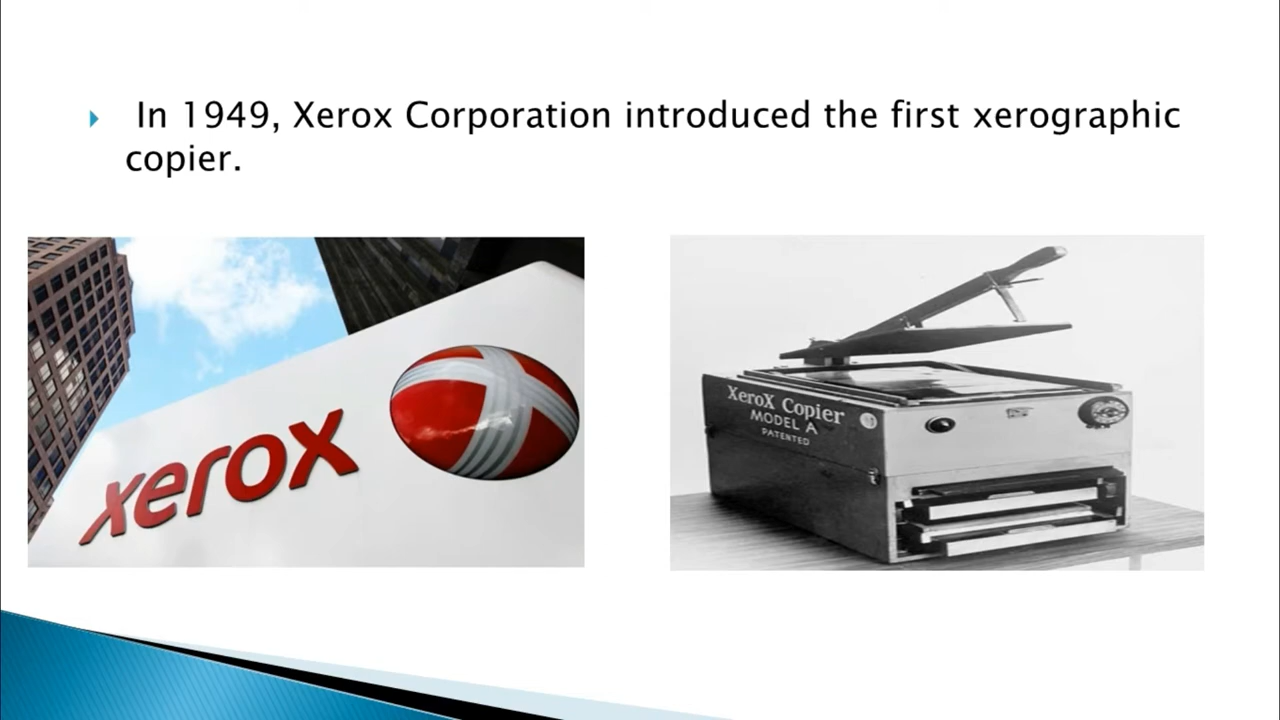 In 1949, Xerox Corporation introduced the first xerographic
copier.
xerox
XeroX Copier
MODEL A
PATENTED